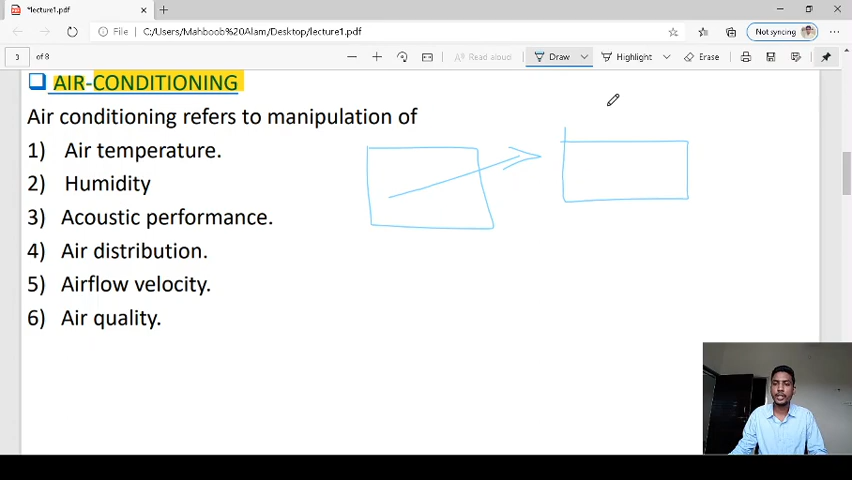 *lecture1.pdf
File
C:/Users/Mahboob%20Alam/Desktop/lecture1.pdf
Not syncing
3 of 8
Read aloud
Draw
Highlight
Erase
AIR-CONDITIONING
Air conditioning refers to manipulation of
1) Air temperature.
2) Humidity
3) Acoustic performance.
4) Air distribution.
5) Airflow velocity.
6) Air quality.